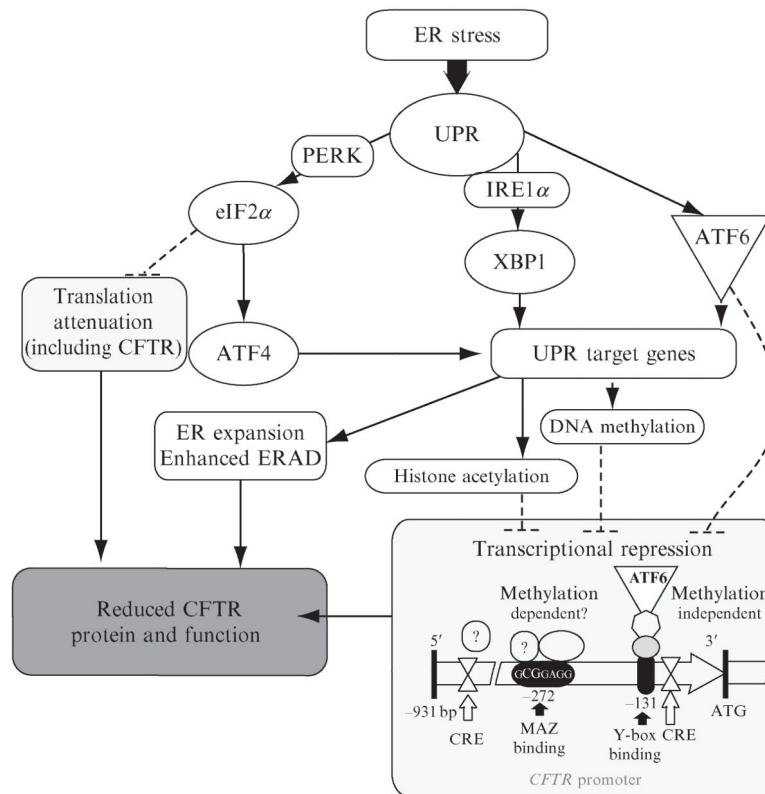 ER stress
UPR
PERK
IRE1α
eIF2α
ATF6
XBP1
Translation
attenuation
(including CFTR)
ATF4
UPR target genes
ER expansion
Enhanced ERAD
DNA methylation
Histone acetylation
Transcriptional repression
ATF6
Reduced CFTR
protein and function
Methylation
dependent?
Methylation
independent
5′
?
?
3′
GCGGAGG
–931 bp
–272
–131
ATG
CRE
MAZ
binding
Y-box
binding
CRE
CFTR promoter